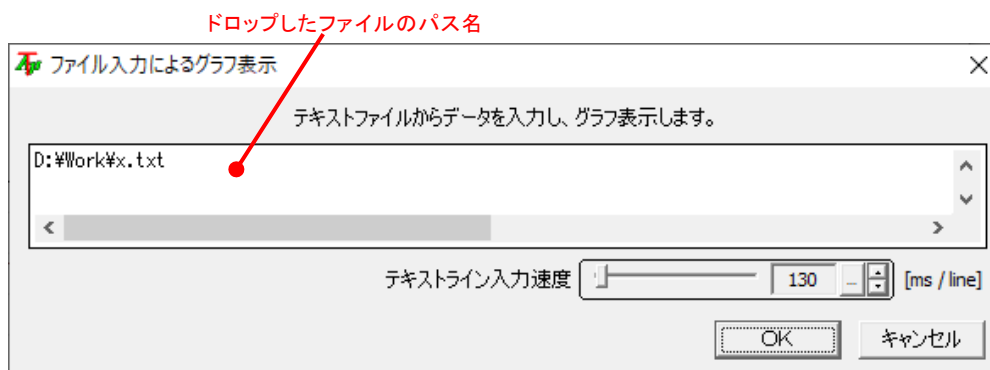 ドロップしたファイルのパス名
ファイル入力によるグラフ表示
テキストファイルからデータを入力し、グラフ表示します。
D:¥Work¥x.txt
テキストライン入力速度 130 ... [ms / line]
OK キャンセル